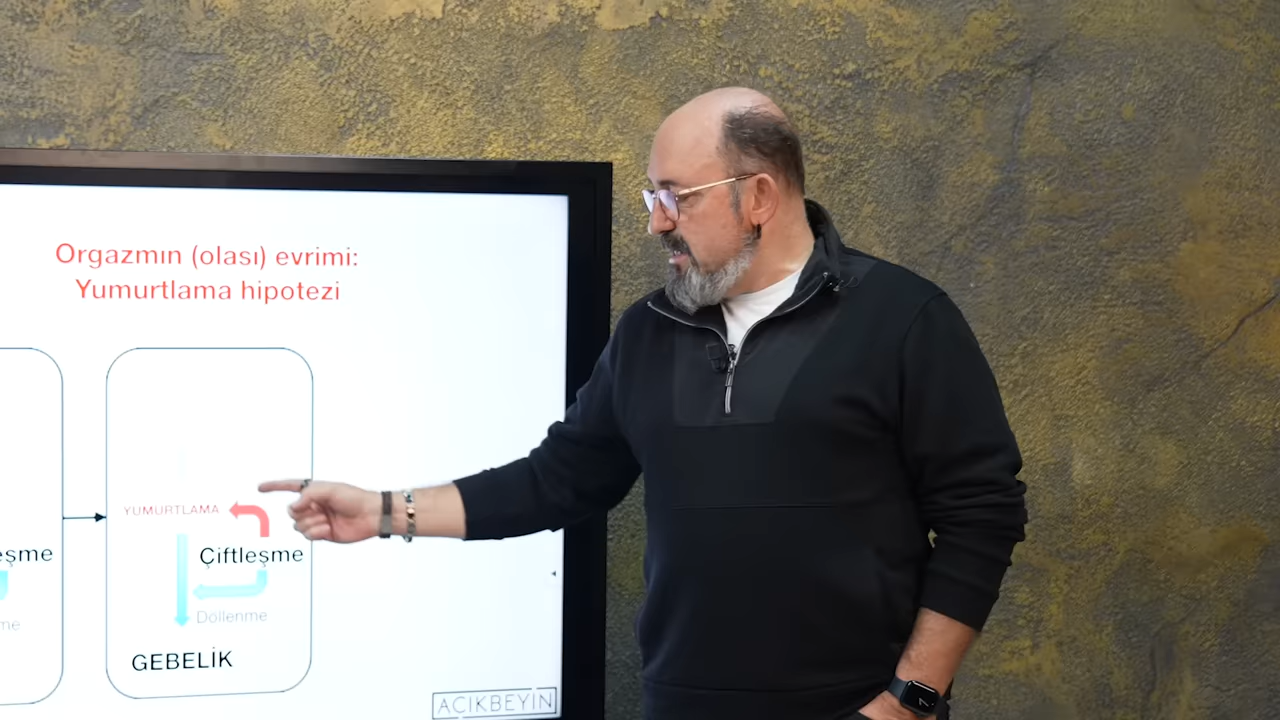 Orgazmın (olası) evrimi:
Yumurtlama hipotezi
YUMURTLAMA
eşme
Çiftleşme
me
Döllenme
GEBELİK
AÇIKBEYİN